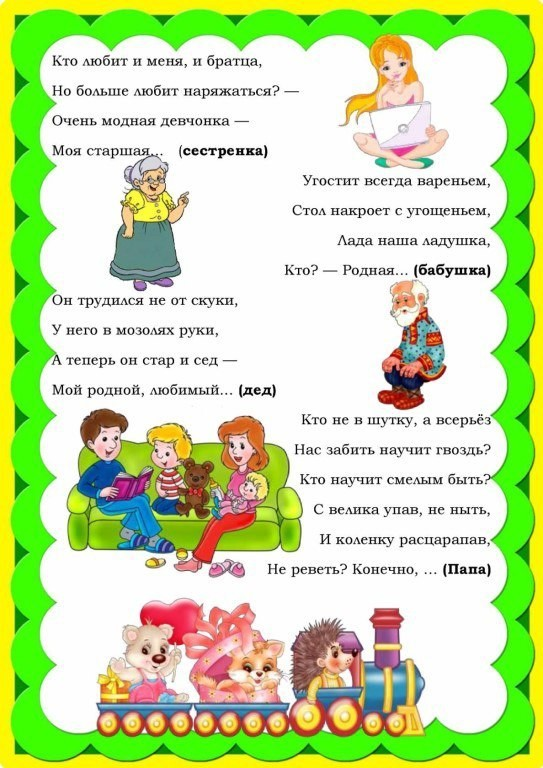 Кто любит и меня, и братца,
Но больше любит наряжаться? —
Очень модная девчонка —
Моя старшая... (сестренка)
Угостит всегда вареньем,
Стол накроет с угощеньем,
Лада наша ладушка,
Кто? — Родная... (бабушка)
Он трудился не от скуки,
У него в мозолях руки,
А теперь он стар и сед —
Мой родной, любимый... (дед)
Кто не в шутку, а всерьёз
Нас забить научит гвоздь?
Кто научит смелым быть?
С велика упав, не ныть,
И коленку расцарапав,
Не реветь? Конечно, ... (Папа)